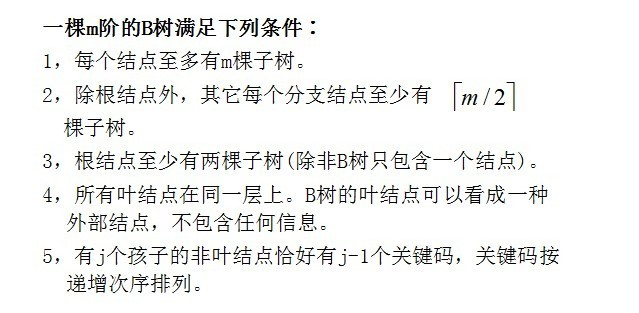 一棵m阶的B树满足下列条件：
1，每个结点至多有m棵子树。
2，除根结点外，其它每个分支结点至少有 ⌈m/2⌉
棵子树。
3，根结点至少有两棵子树(除非B树只包含一个结点)。
4，所有叶结点在同一层上。B树的叶结点可以看成一种
外部结点，不包含任何信息。
5，有j个孩子的非叶结点恰好有j-1个关键码，关键码按
递增次序排列。